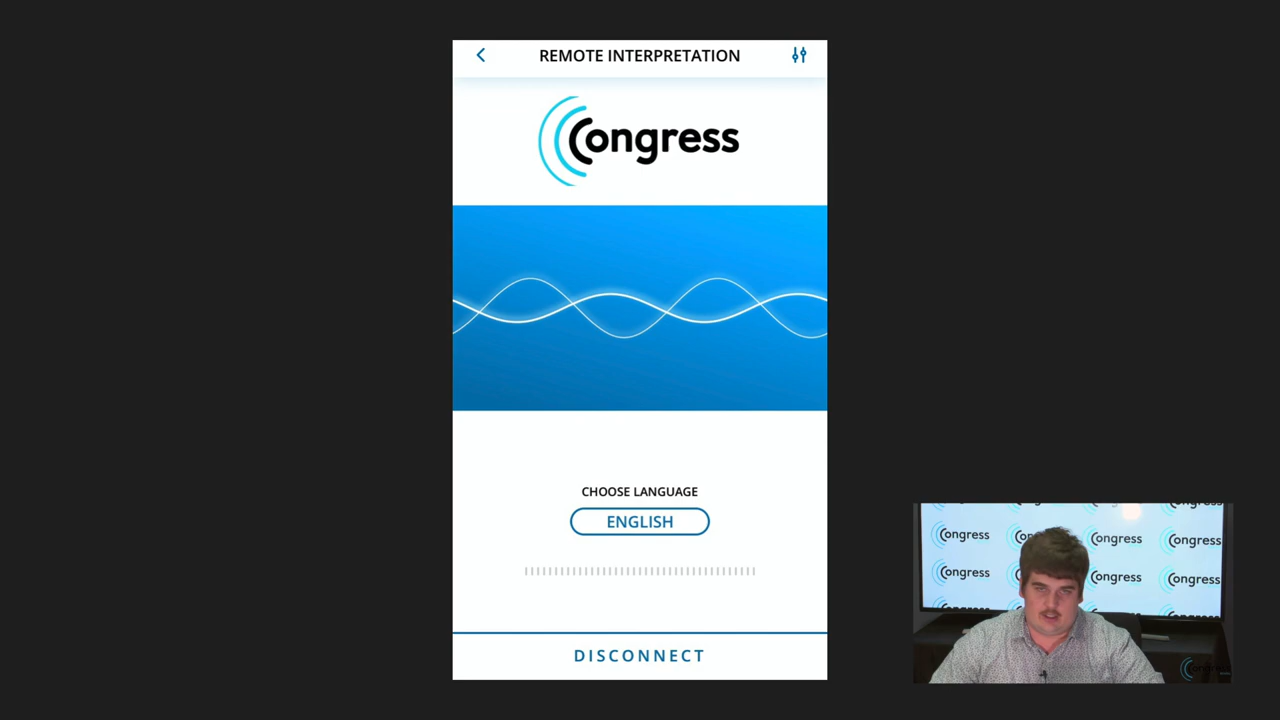 REMOTE INTERPRETATION
Congress
CHOOSE LANGUAGE
ENGLISH
DISCONNECT
Congress
Congress
Congress
Congress
Congress
Congress